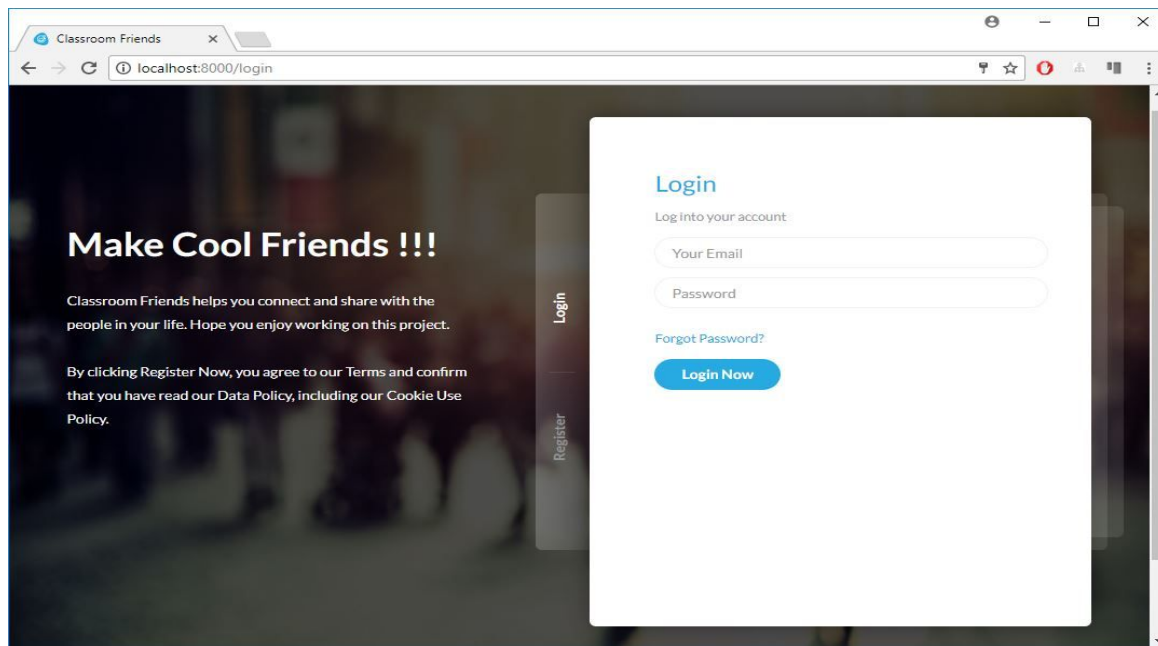 Classroom Friends
localhost:8000/login
Make Cool Friends !!!
Classroom Friends helps you connect and share with the
people in your life. Hope you enjoy working on this project.
By clicking Register Now, you agree to our Terms and confirm
that you have read our Data Policy, including our Cookie Use
Policy.
Login
Register
Login
Log into your account
Your Email
Password
Forgot Password?
Login Now